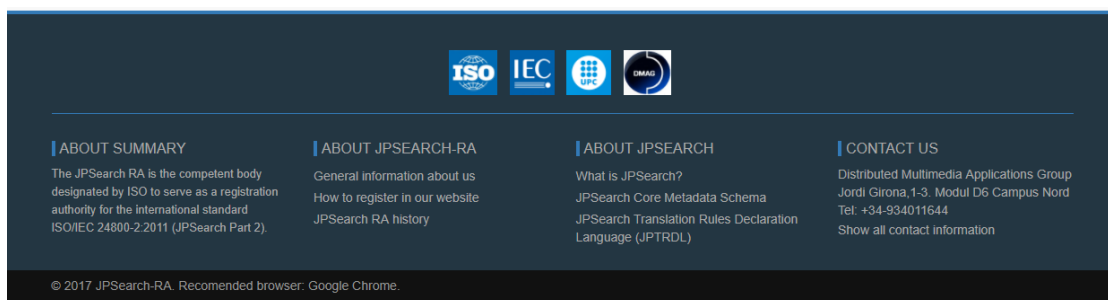 ISO IEC UPC DMAG
ABOUT SUMMARY
The JPSearch RA is the competent body
designated by ISO to serve as a registration
authority for the international standard
ISO/IEC 24800-2:2011 (JPSearch Part 2).
ABOUT JPSEARCH-RA
General information about us
How to register in our website
JPSearch RA history
ABOUT JPSEARCH
What is JPSearch?
JPSearch Core Metadata Schema
JPSearch Translation Rules Declaration
Language (JPTRDL)
CONTACT US
Distributed Multimedia Applications Group
Jordi Girona,1-3. Modul D6 Campus Nord
Tel: +34-934011644
Show all contact information
© 2017 JPSearch-RA. Recomended browser: Google Chrome.